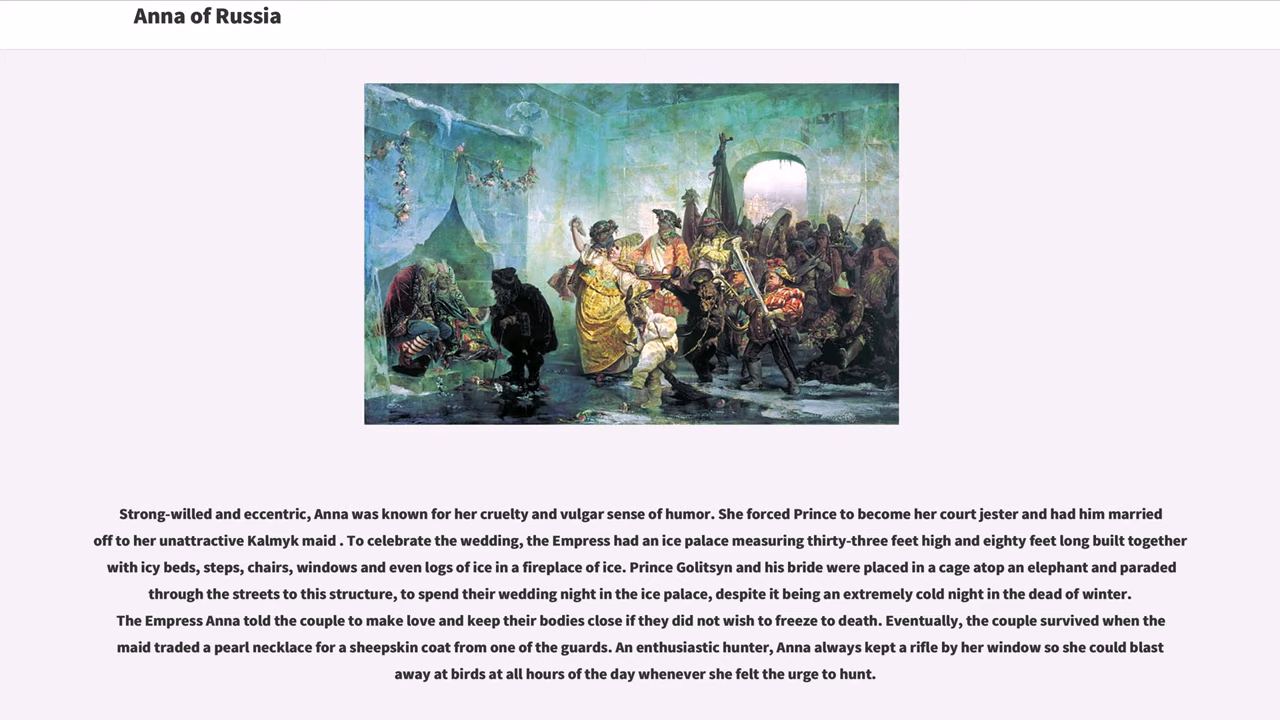 Anna of Russia
Strong-willed and eccentric, Anna was known for her cruelty and vulgar sense of humor. She forced Prince to become her court jester and had him married
off to her unattractive Kalmyk maid . To celebrate the wedding, the Empress had an ice palace measuring thirty-three feet high and eighty feet long built together
with icy beds, steps, chairs, windows and even logs of ice in a fireplace of ice. Prince Golitsyn and his bride were placed in a cage atop an elephant and paraded
through the streets to this structure, to spend their wedding night in the ice palace, despite it being an extremely cold night in the dead of winter.
The Empress Anna told the couple to make love and keep their bodies close if they did not wish to freeze to death. Eventually, the couple survived when the
maid traded a pearl necklace for a sheepskin coat from one of the guards. An enthusiastic hunter, Anna always kept a rifle by her window so she could blast
away at birds at all hours of the day whenever she felt the urge to hunt.